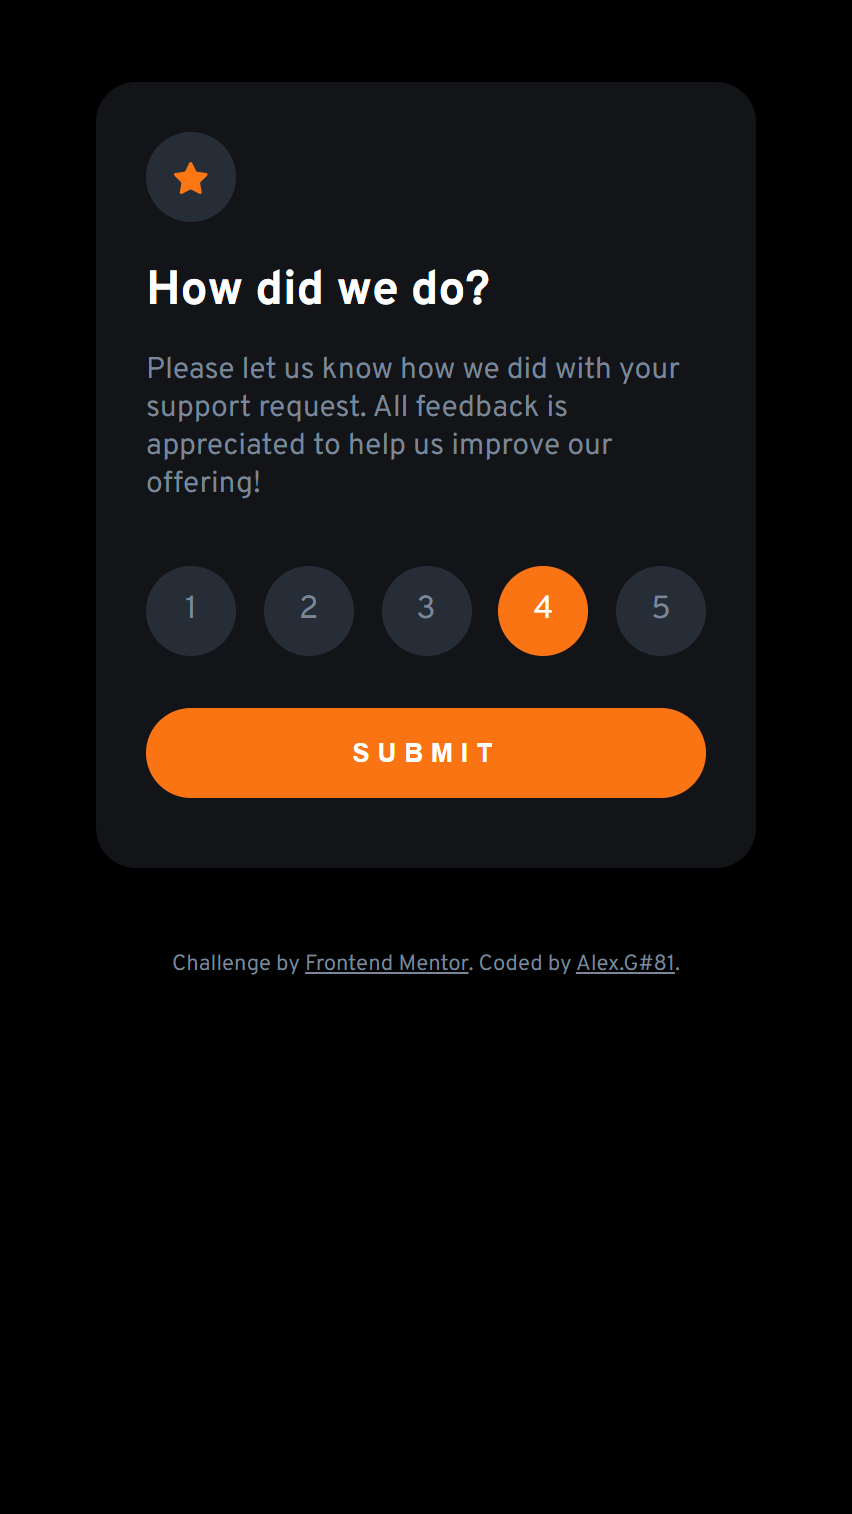 How did we do?
Please let us know how we did with your
support request. All feedback is
appreciated to help us improve our
offering!
1 2 3 4 5
SUBMIT
Challenge by Frontend Mentor. Coded by Alex.G#81.